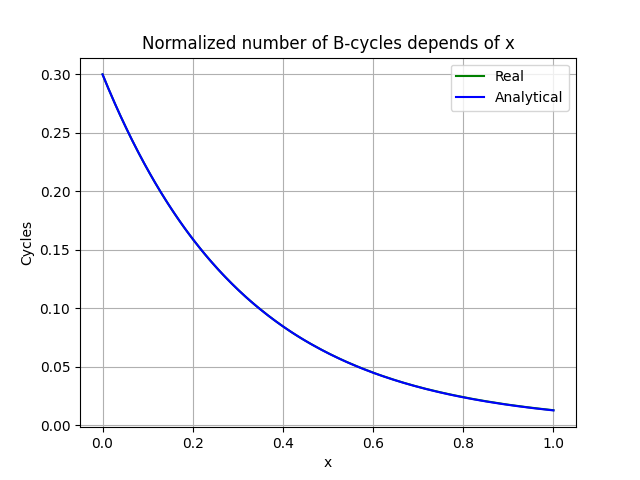 Normalized number of B-cycles depends of x
Real
Analytical
0.30
0.25
0.20
0.15
0.10
0.05
0.00
Cycles
0.0 0.2 0.4 0.6 0.8 1.0
x